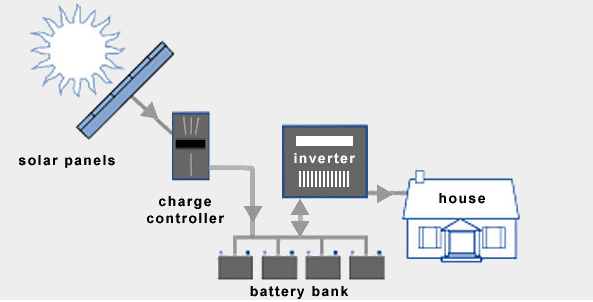 solar panels
charge
controller
inverter
house
battery bank